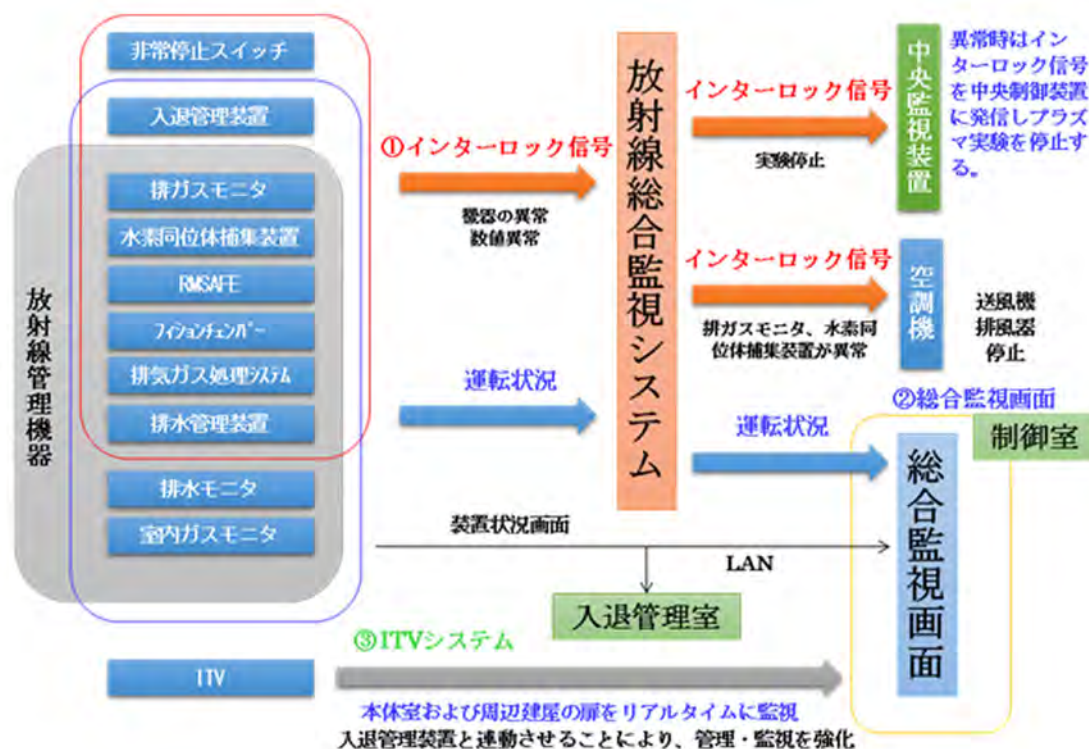 非常停止スイッチ
入退管理装置
排ガスモニタ
水素同位体捕集装置
RMSAFE
フィションチェンバー
排気ガス処理システム
排水管理装置
排水モニタ
室内ガスモニタ
ITV
放射線管理機器
①インターロック信号
機器の異常
数値異常
運転状況
放射線総合監視システム
インターロック信号
実験停止
中央監視装置
異常時はイン
ターロック信号
を中央制御装置
に発信しプラズ
マ実験を停止す
る。
インターロック信号
排ガスモニタ、水素同
位体捕集装置が異常
空調機
送風機
排風器
停止
運転状況
②総合監視画面
制御室
総合監視画面
装置状況画面
LAN
入退管理室
③ITVシステム
本体室および周辺建屋の扉をリアルタイムに監視
入退管理装置と連動させることにより、管理・監視を強化